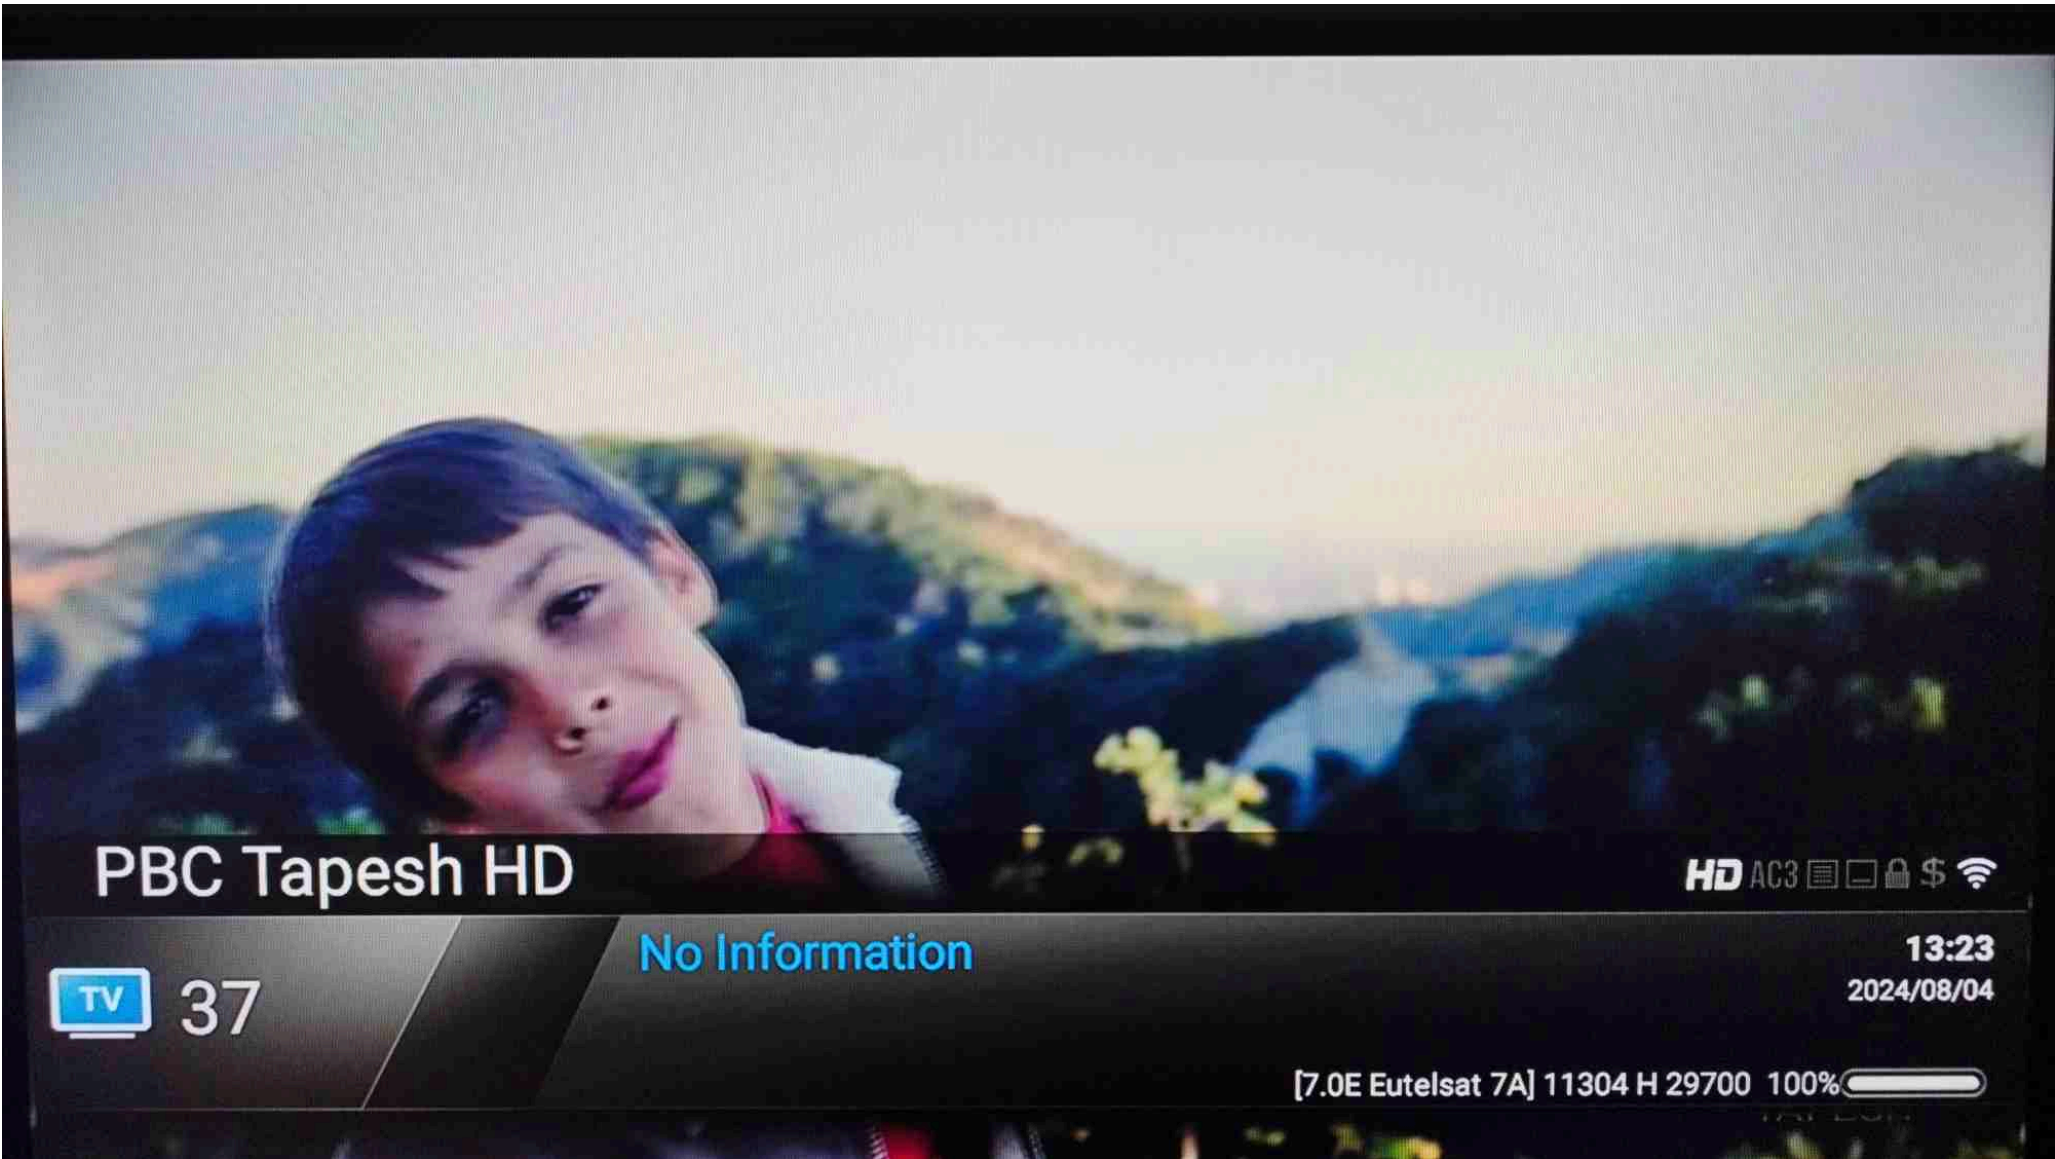 PBC Tapesh HD
HD AC3 $
TV 37
No Information
13:23
2024/08/04
[7.0E Eutelsat 7A] 11304 H 29700 100%